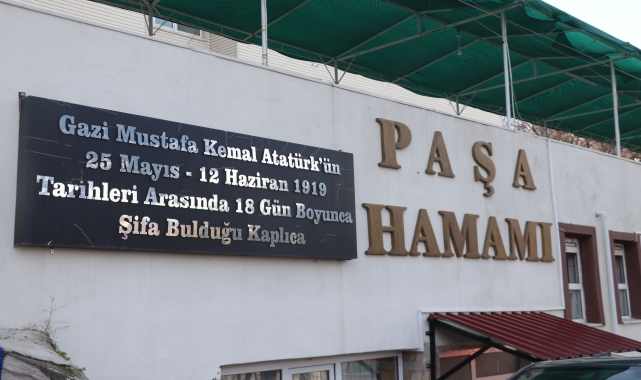 Gazi Mustafa Kemal Atatürk'ün
25 Mayıs - 12 Haziran 1919
Tarihleri Arasında 18 Gün Boyunca
Şifa Bulduğu Kaplıca
PAŞA
HAMAMI